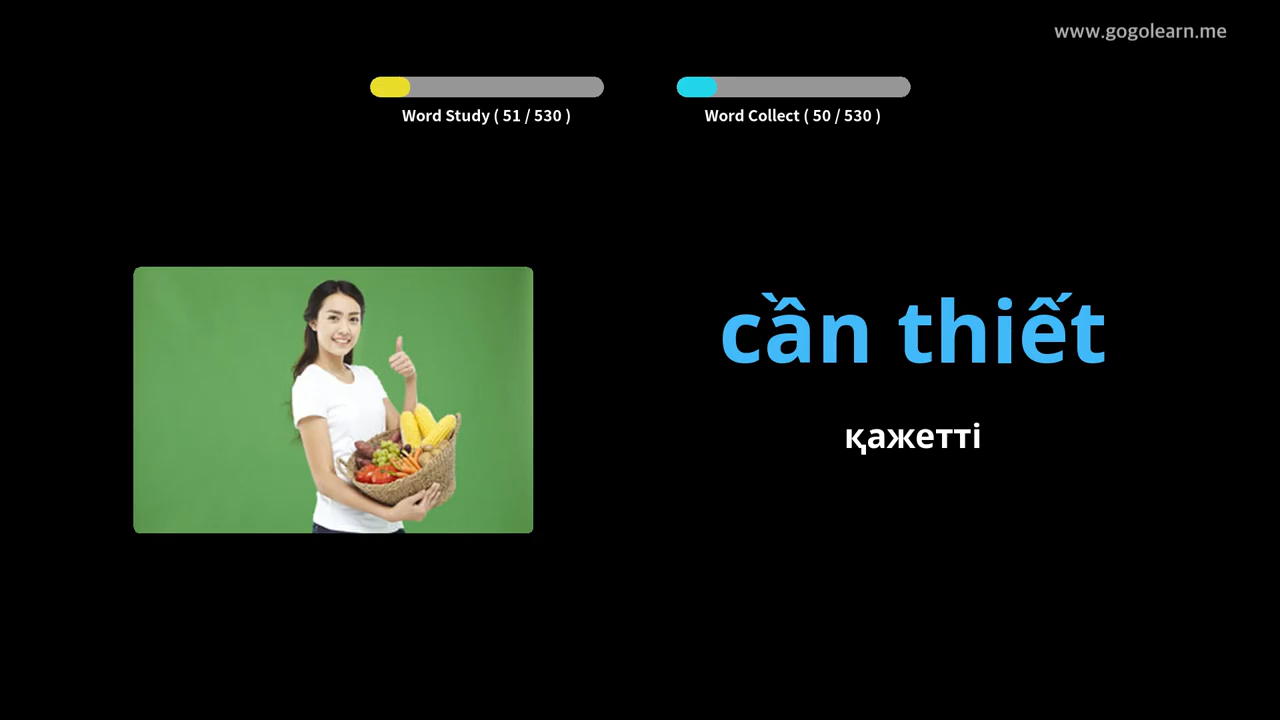 www.gogolearn.me
Word Study ( 51 / 530 )
Word Collect ( 50 / 530 )
cần thiết
қажетті